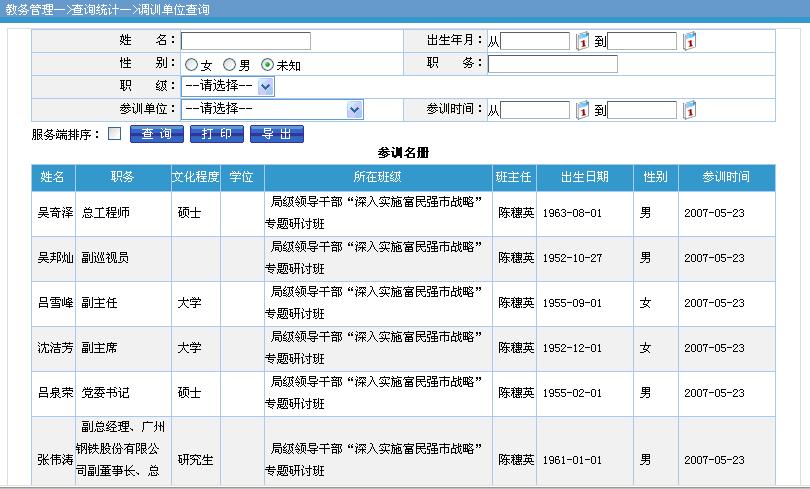 教务管理—>查询统计—>调训单位查询
姓 名： 出生年月：从 到
性 别： 女 男 未知 职 务：
职 级： --请选择--
参训单位： --请选择-- 参训时间：从 到
服务端排序： 查 询 打 印 导 出
参训名册
姓名 职务 文化程度 学位 所在班级 班主任 出生日期 性别 参训时间
吴奇泽 总工程师 硕士 局级领导干部“深入实施富民强市战略” 陈穗英 1963-08-01 男 2007-05-23
专题研讨班
吴邦灿 副巡视员 局级领导干部“深入实施富民强市战略” 陈穗英 1952-10-27 男 2007-05-23
专题研讨班
吕雪峰 副主任 大学 局级领导干部“深入实施富民强市战略” 陈穗英 1955-09-01 女 2007-05-23
专题研讨班
沈洁芳 副主席 大学 局级领导干部“深入实施富民强市战略” 陈穗英 1952-12-01 女 2007-05-23
专题研讨班
吕泉荣 党委书记 硕士 局级领导干部“深入实施富民强市战略” 陈穗英 1955-02-01 男 2007-05-23
专题研讨班
副总经理、广州
钢铁股份有限公
司副董事长、总
张伟涛 研究生 局级领导干部“深入实施富民强市战略” 陈穗英 1961-01-01 男 2007-05-23
专题研讨班